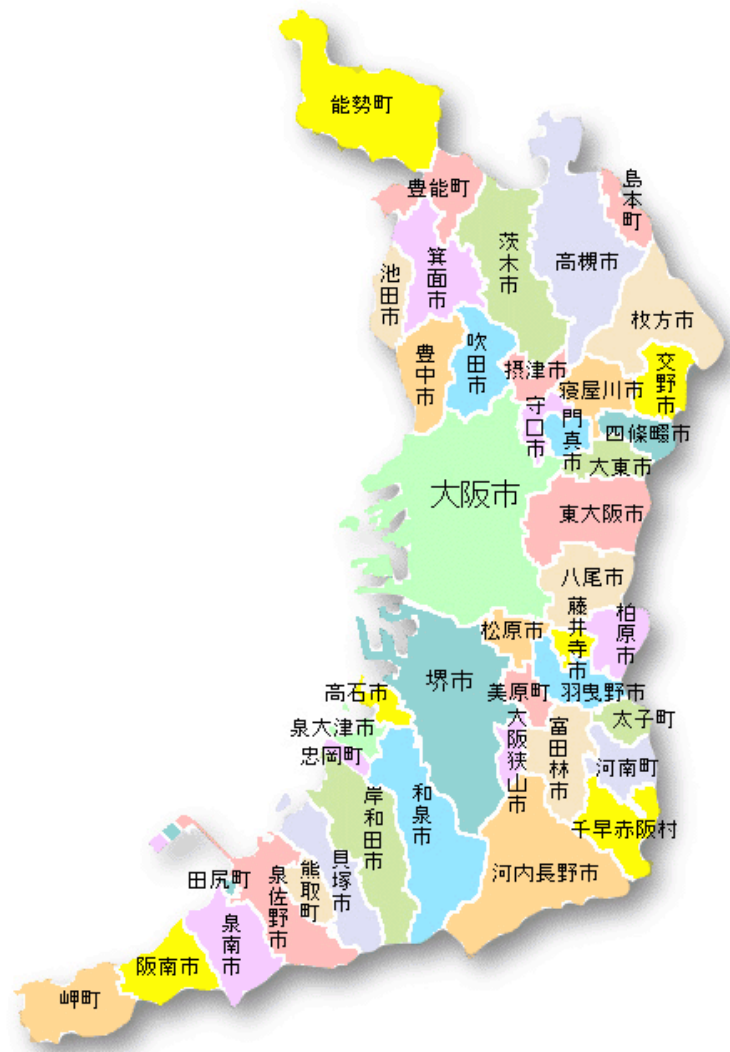 能勢町
豊能町
島本町
茨木市
高槻市
箕面市
池田市
枚方市
吹田市
豊中市
摂津市
交野市
寝屋川市
守口市
門真市
四條畷市
大東市
大阪市
東大阪市
八尾市
藤井寺市
柏原市
松原市
堺市
高石市
美原町
羽曳野市
太子町
泉大津市
大阪狭山市
富田林市
忠岡町
河南町
和泉市
岸和田市
千早赤阪村
貝塚市
河内長野市
熊取町
泉佐野市
田尻町
泉南市
阪南市
岬町